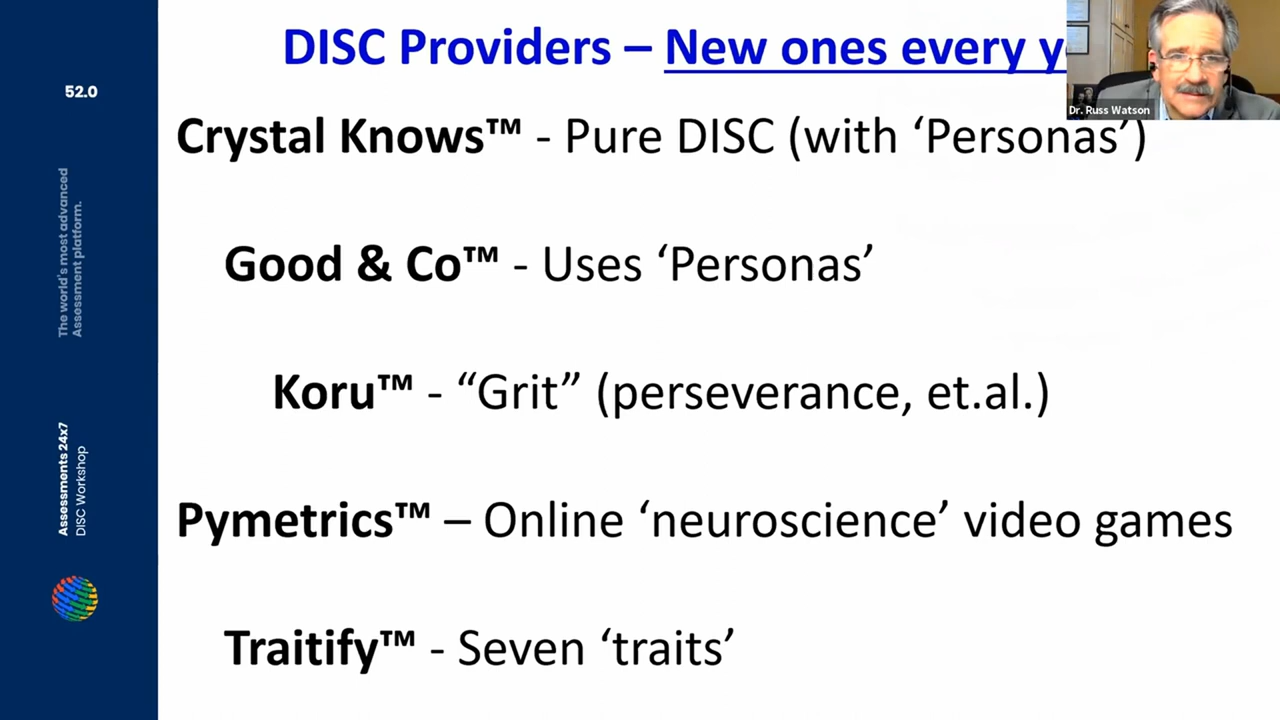 DISC Providers – New ones every y
52.0
Dr. Russ Watson
Crystal Knows™ - Pure DISC (with ‘Personas’)
The world's most advanced
Assessment platform.
Good & Co™ - Uses ‘Personas’
Koru™ - “Grit” (perseverance, et.al.)
Assessments 24x7
DISC Workshop
Pymetrics™ – Online ‘neuroscience’ video games
Traitify™ - Seven ‘traits’